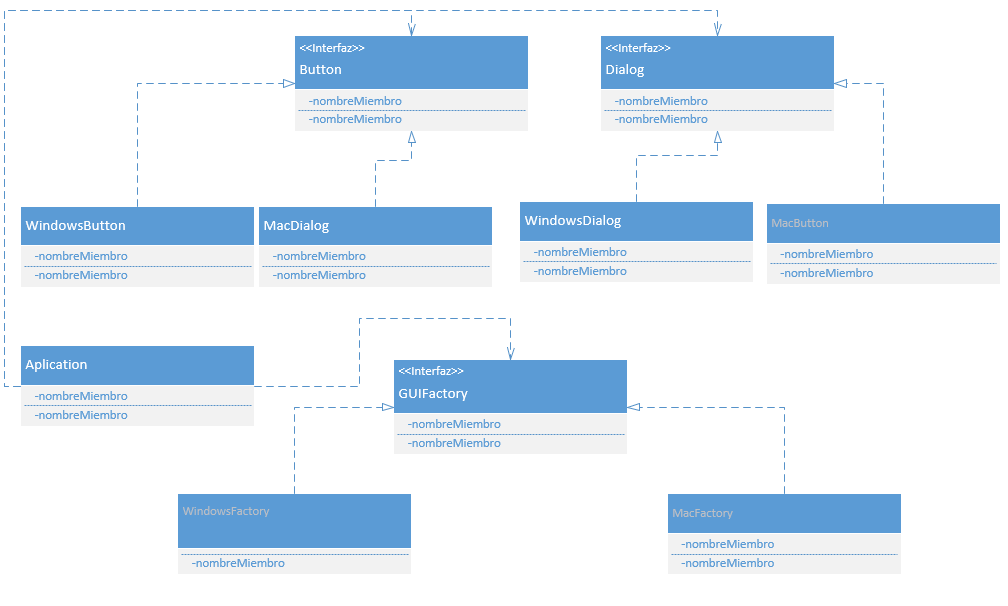 <<Interfaz>>
Button
-nombreMiembro
-nombreMiembro
<<Interfaz>>
Dialog
-nombreMiembro
-nombreMiembro
WindowsButton
-nombreMiembro
-nombreMiembro
MacDialog
-nombreMiembro
-nombreMiembro
WindowsDialog
-nombreMiembro
-nombreMiembro
MacButton
-nombreMiembro
-nombreMiembro
Aplication
-nombreMiembro
-nombreMiembro
<<Interfaz>>
GUIFactory
-nombreMiembro
-nombreMiembro
WindowsFactory
-nombreMiembro
MacFactory
-nombreMiembro
-nombreMiembro